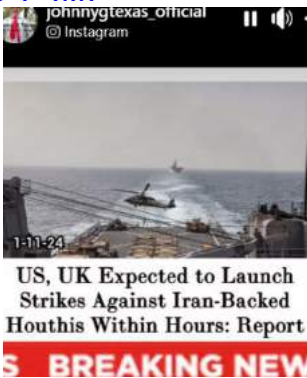 johnnygtexas_official
Instagram
1-11-24
US, UK Expected to Launch
Strikes Against Iran-Backed
Houthis Within Hours: Report
S BREAKING NEW